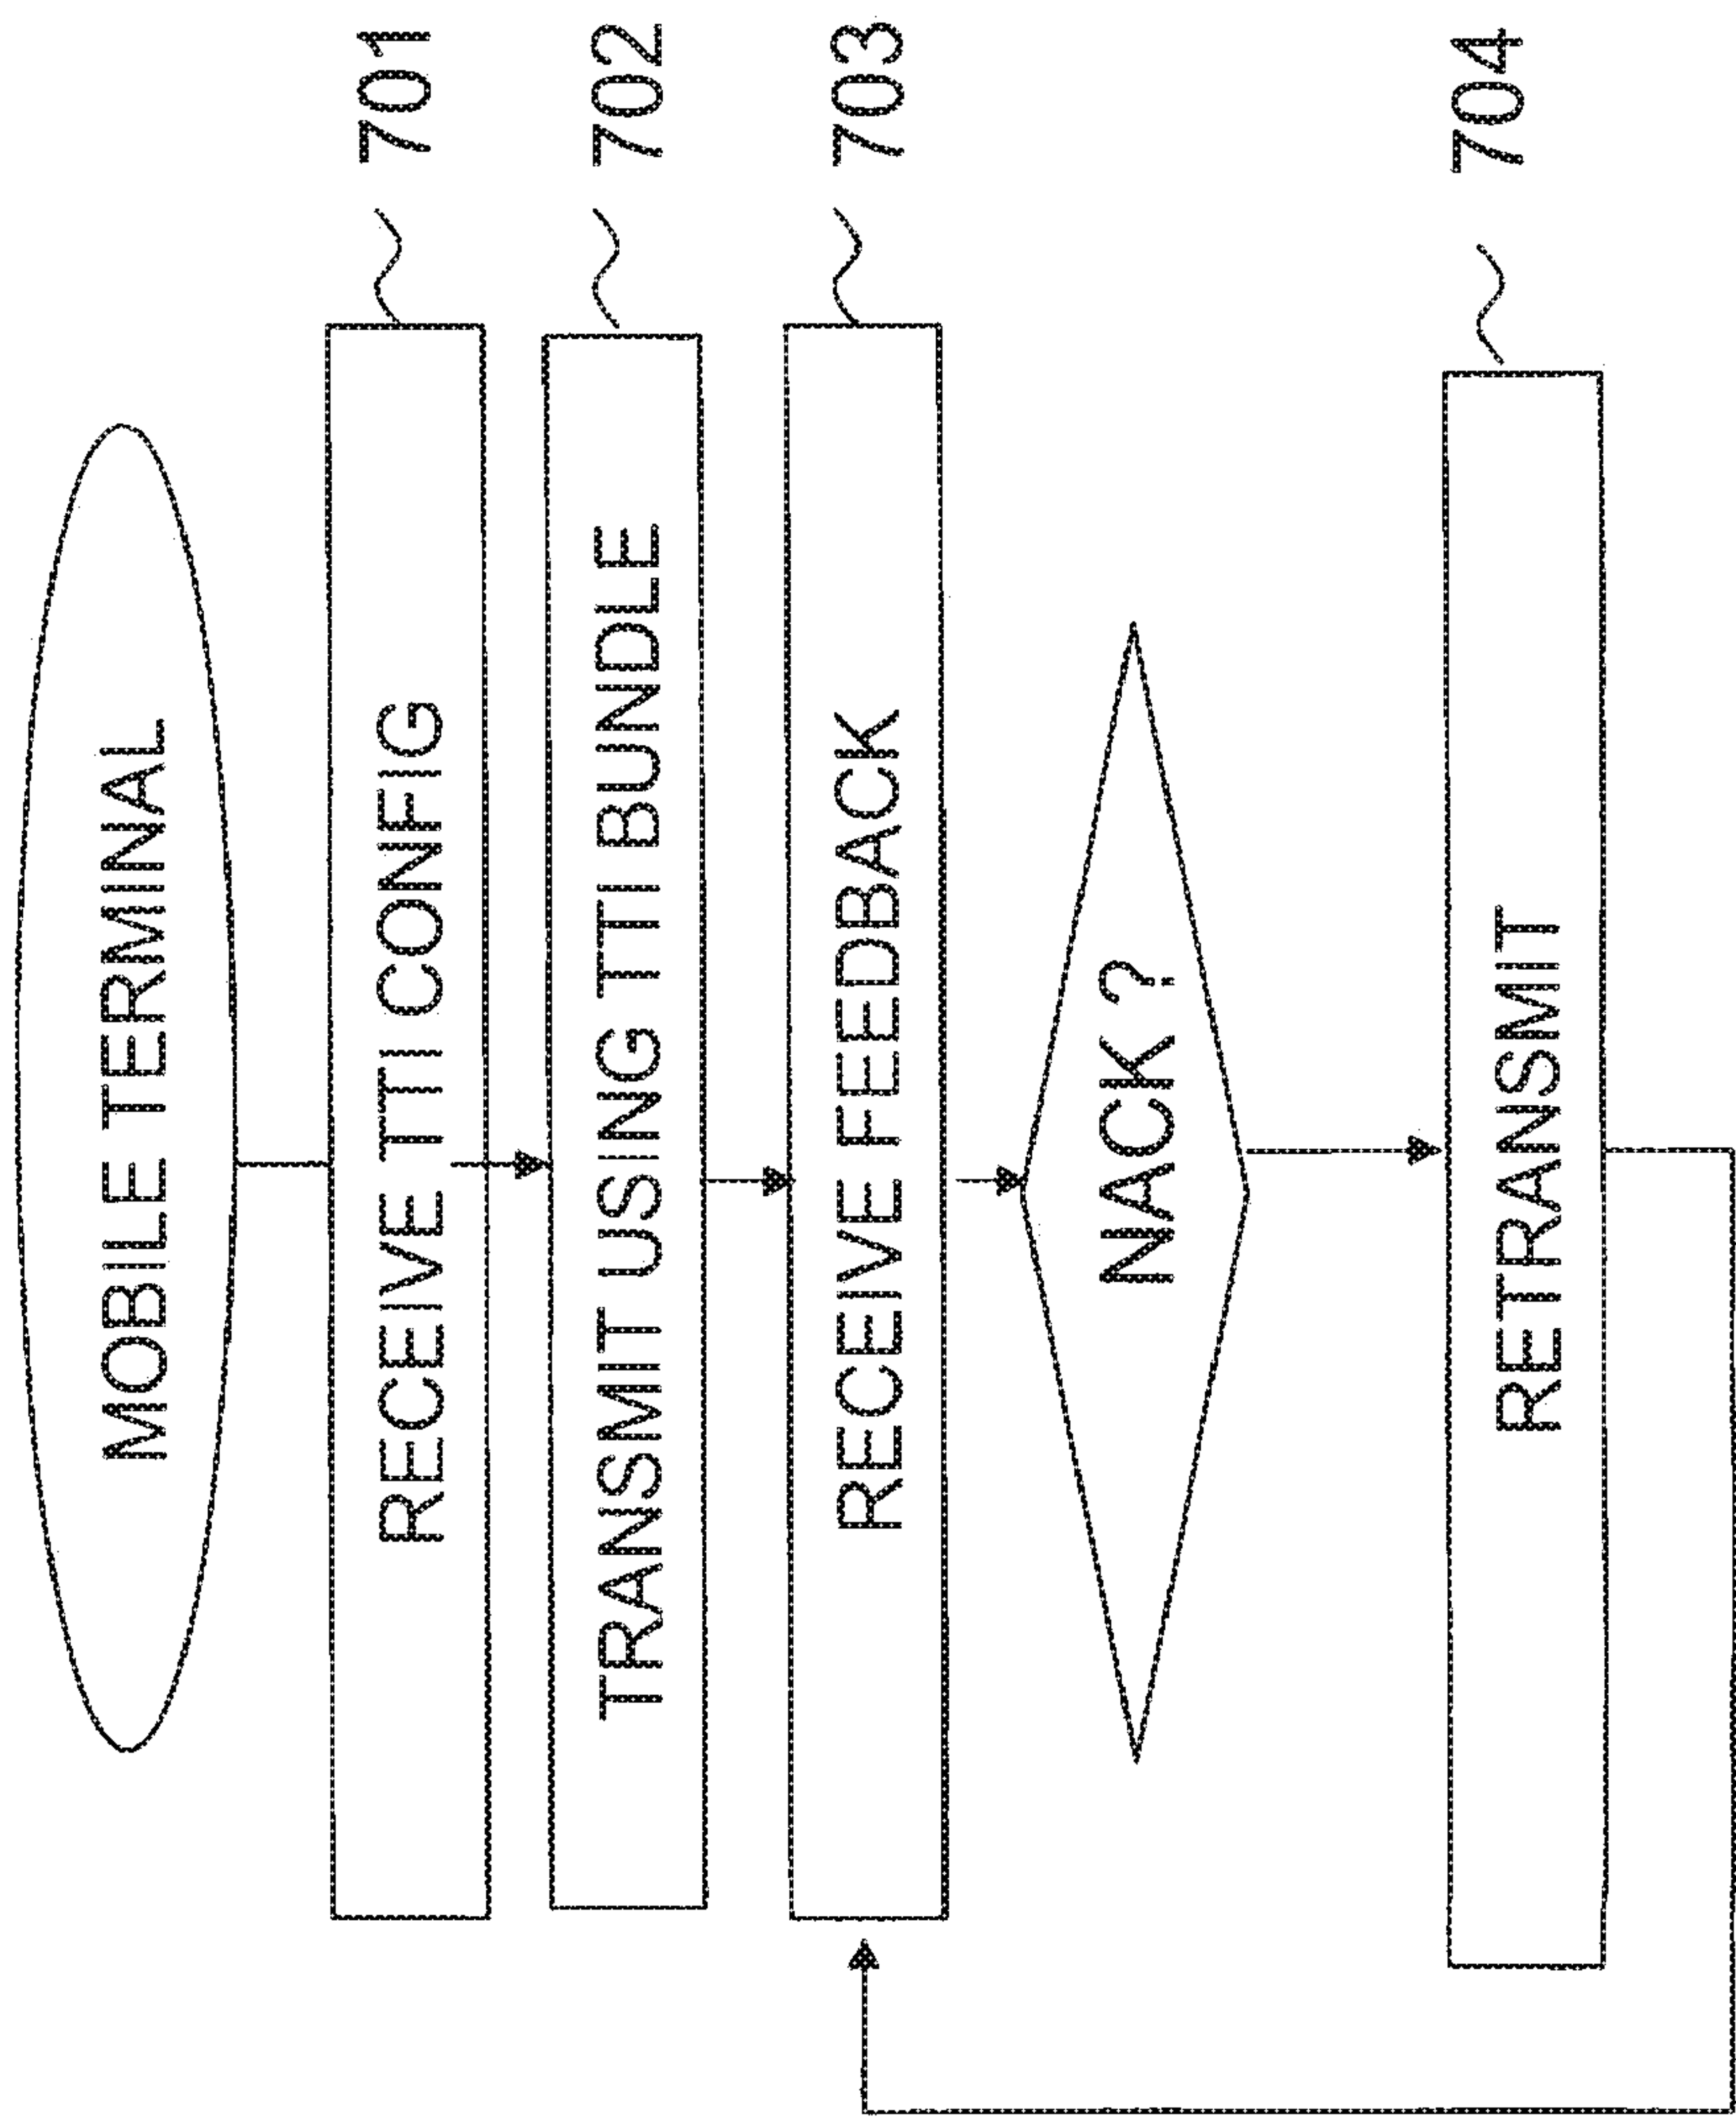 MOBILE TERMINAL
RECEIVE TTI CONFIG
701
TRANSMIT USING TTI BUNDLE
702
RECEIVE FEEDBACK
703
NACK ?
RETRANSMIT
704